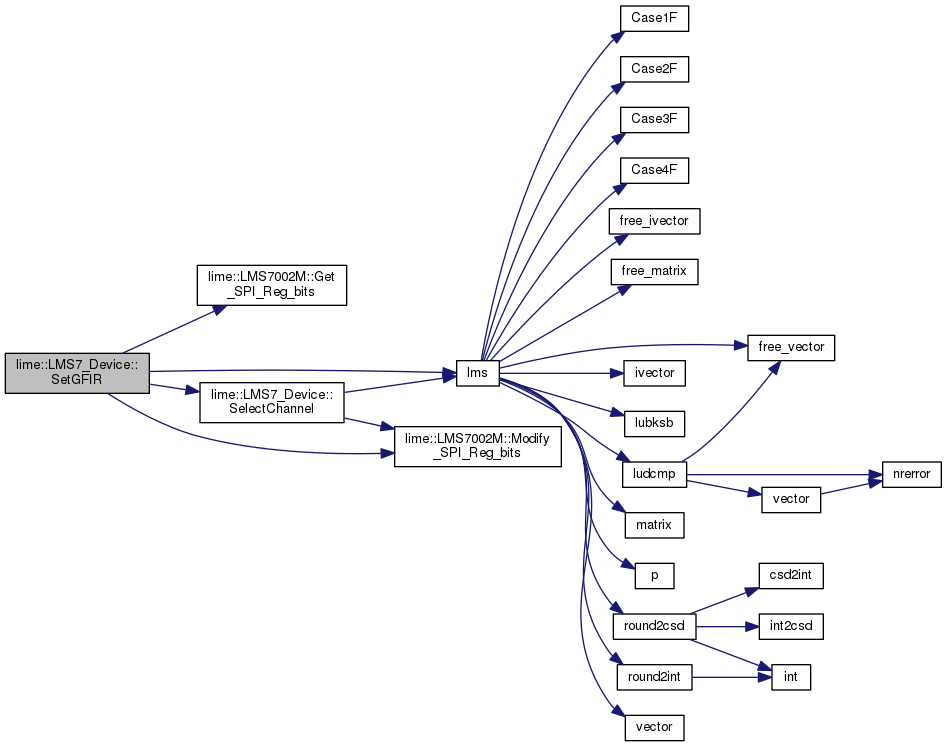 Case1F
Case2F
Case3F
Case4F
free_ivector
free_matrix
lime::LMS7002M::Get
_SPI_Reg_bits
free_vector
lime::LMS7_Device::
SetGFIR
lms
ivector
lime::LMS7_Device::
SelectChannel
lubksb
lime::LMS7002M::Modify
_SPI_Reg_bits
ludcmp
nrerror
vector
matrix
p
csd2int
round2csd
int2csd
round2int
int
vector